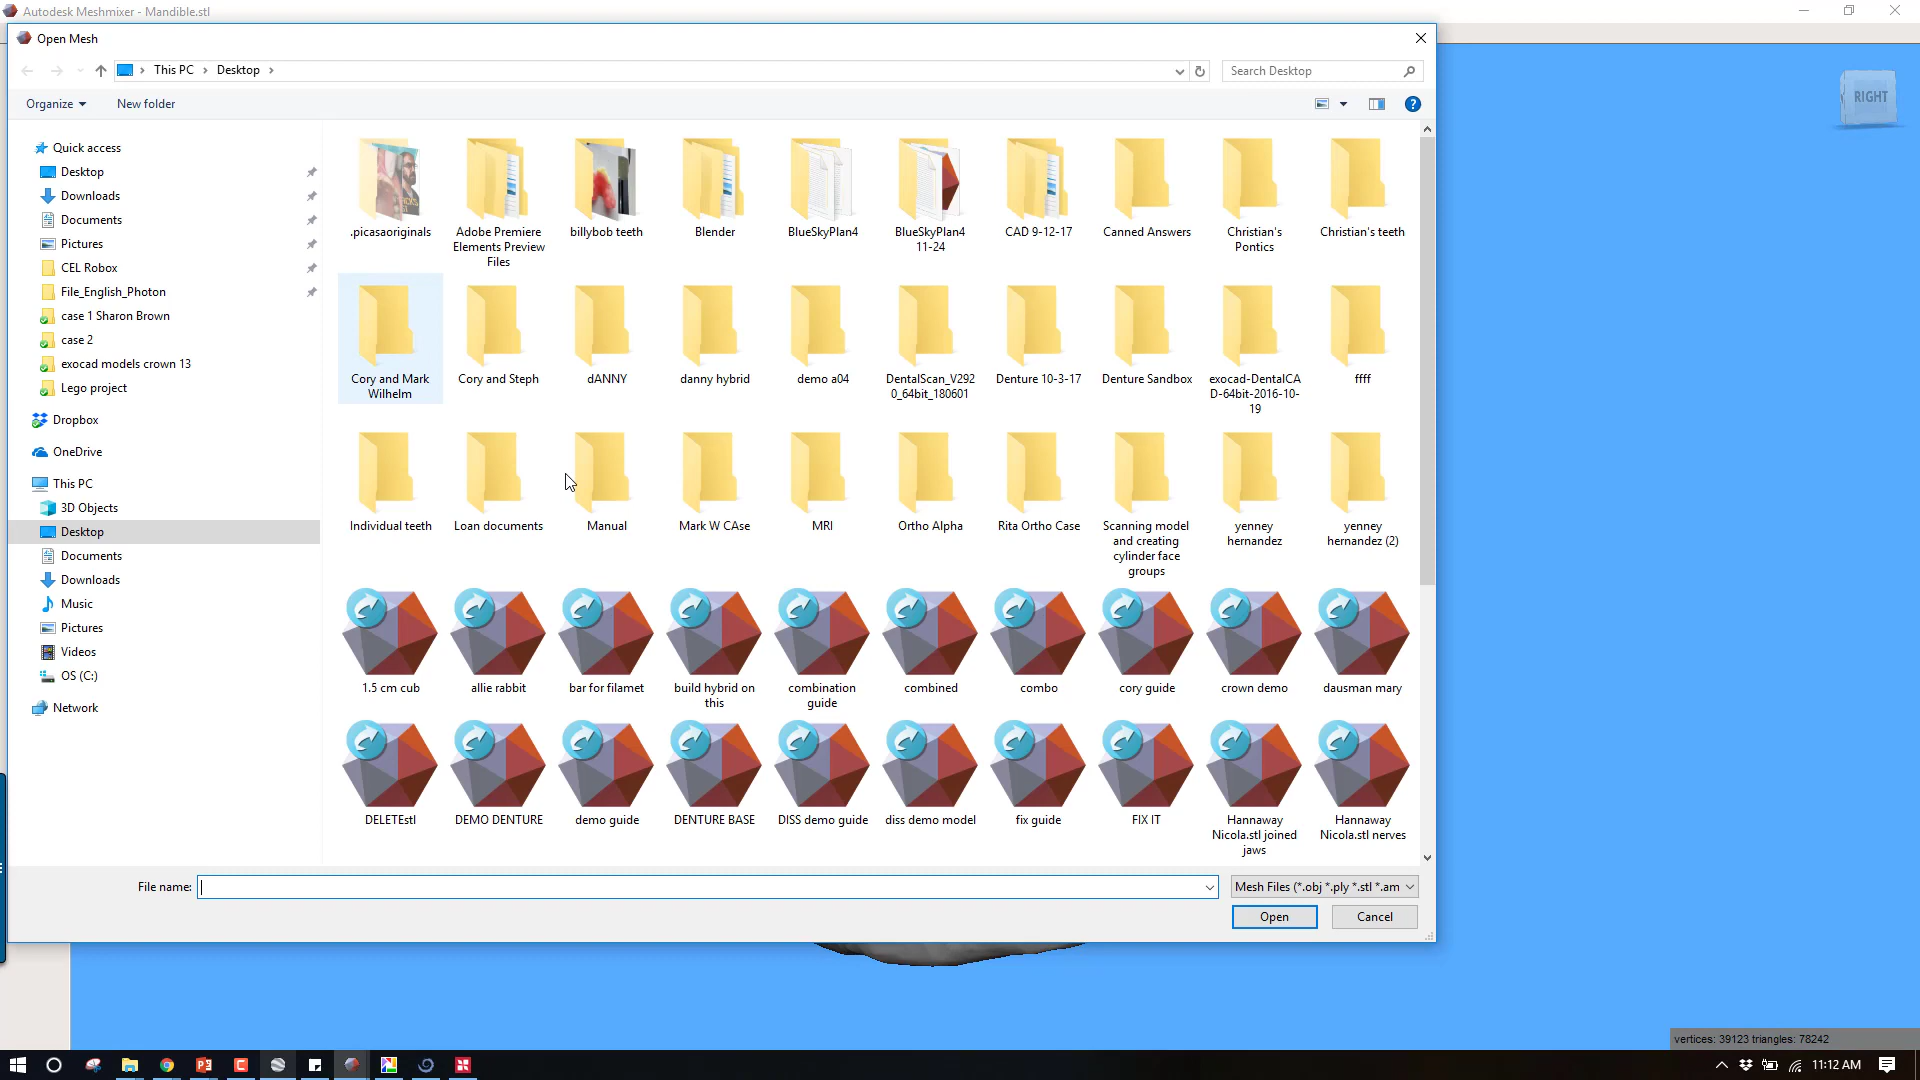 Autodesk Meshmixer - Mandible.stl
Open Mesh
This PC
Desktop
Search Desktop
Organize
New folder
RIGHT
Quick access
Desktop
Downloads
Documents
Pictures
CEL Robox
File_English_Photon
case 1 Sharon Brown
case 2
exocad models crown 13
Lego project
Dropbox
OneDrive
This PC
3D Objects
Desktop
Documents
Downloads
Music
Pictures
Videos
OS (C:)
Network
.picasaoriginals
Adobe Premiere
Elements Preview
Files
billybob teeth
Blender
BlueSkyPlan4
BlueSkyPlan4
11-24
CAD 9-12-17
Canned Answers
Christian's
Pontics
Christian's teeth
Cory and Mark
Wilhelm
Cory and Steph
dANNY
danny hybrid
demo a04
DentalScan_V292
0_64bit_180601
Denture 10-3-17
Denture Sandbox
exocad-DentalCA
D-64bit-2016-10-
19
ffff
Individual teeth
Loan documents
Manual
Mark W CAse
MRI
Ortho Alpha
Rita Ortho Case
Scanning model
and creating
cylinder face
groups
yenney
hernandez
yenney
hernandez (2)
1.5 cm cub
allie rabbit
bar for filamet
build hybrid on
this
combination
guide
combined
combo
cory guide
crown demo
dausman mary
DELETEstl
DEMO DENTURE
demo guide
DENTURE BASE
DISS demo guide
diss demo model
fix guide
FIX IT
Hannaway
Nicola.stl joined
jaws
Hannaway
Nicola.stl nerves
File name:
Mesh Files (*.obj *.ply *.stl *.am
Open
Cancel
vertices: 39123 triangles: 78242
11:12 AM